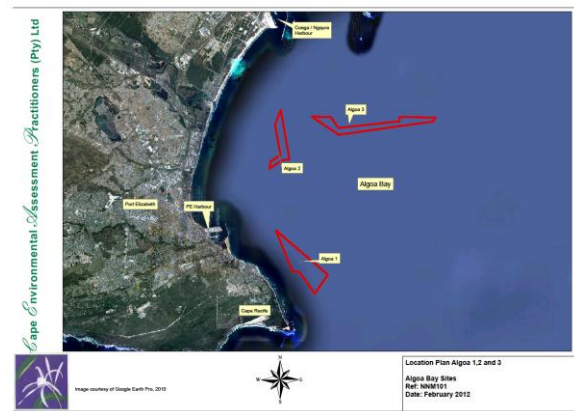 Cape Environmental Assessment Practitioners (Pty) Ltd
Coega / Ngqura
Harbour
Algoa 3
Algoa 2
Algoa Bay
Port Elizabeth
PE Harbour
Algoa 1
Cape Recife
Image courtesy of Google Earth Pro, 2010
N
W
E
S
Location Plan Algoa 1,2 and 3
Algoa Bay Sites
Ref: NNM101
Date: February 2012